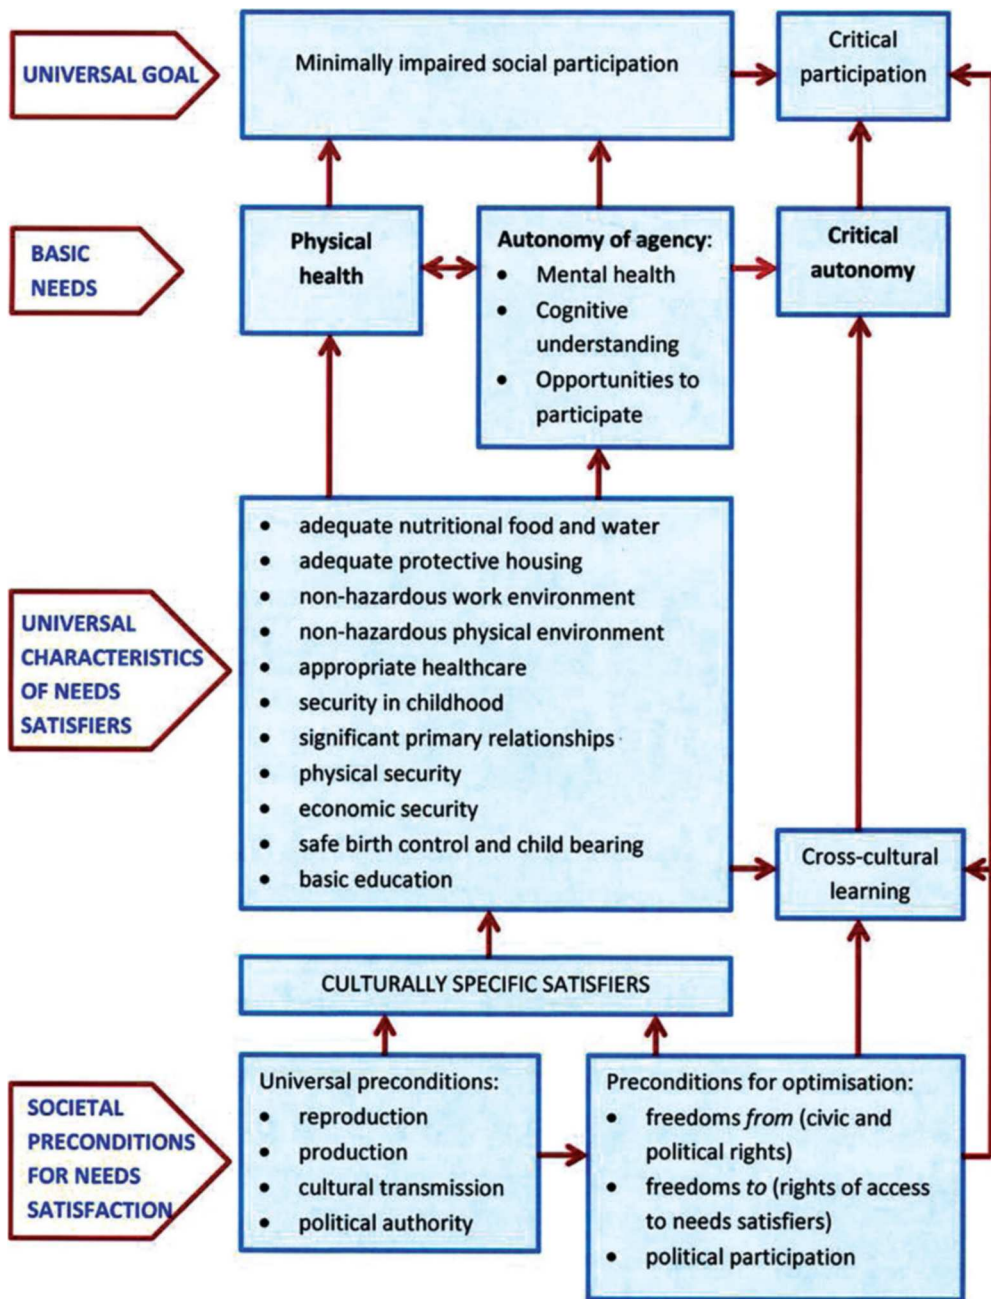 UNIVERSAL GOAL
Minimally impaired social participation
Critical
participation
BASIC
NEEDS
Physical
health
Autonomy of agency:
• Mental health
• Cognitive
understanding
• Opportunities to
participate
Critical
autonomy
UNIVERSAL
CHARACTERISTICS
OF NEEDS
SATISFIERS
• adequate nutritional food and water
• adequate protective housing
• non-hazardous work environment
• non-hazardous physical environment
• appropriate healthcare
• security in childhood
• significant primary relationships
• physical security
• economic security
• safe birth control and child bearing
• basic education
Cross-cultural
learning
CULTURALLY SPECIFIC SATISFIERS
SOCIETAL
PRECONDITIONS
FOR NEEDS
SATISFACTION
Universal preconditions:
• reproduction
• production
• cultural transmission
• political authority
Preconditions for optimisation:
• freedoms from (civic and
political rights)
• freedoms to (rights of access
to needs satisfiers)
• political participation